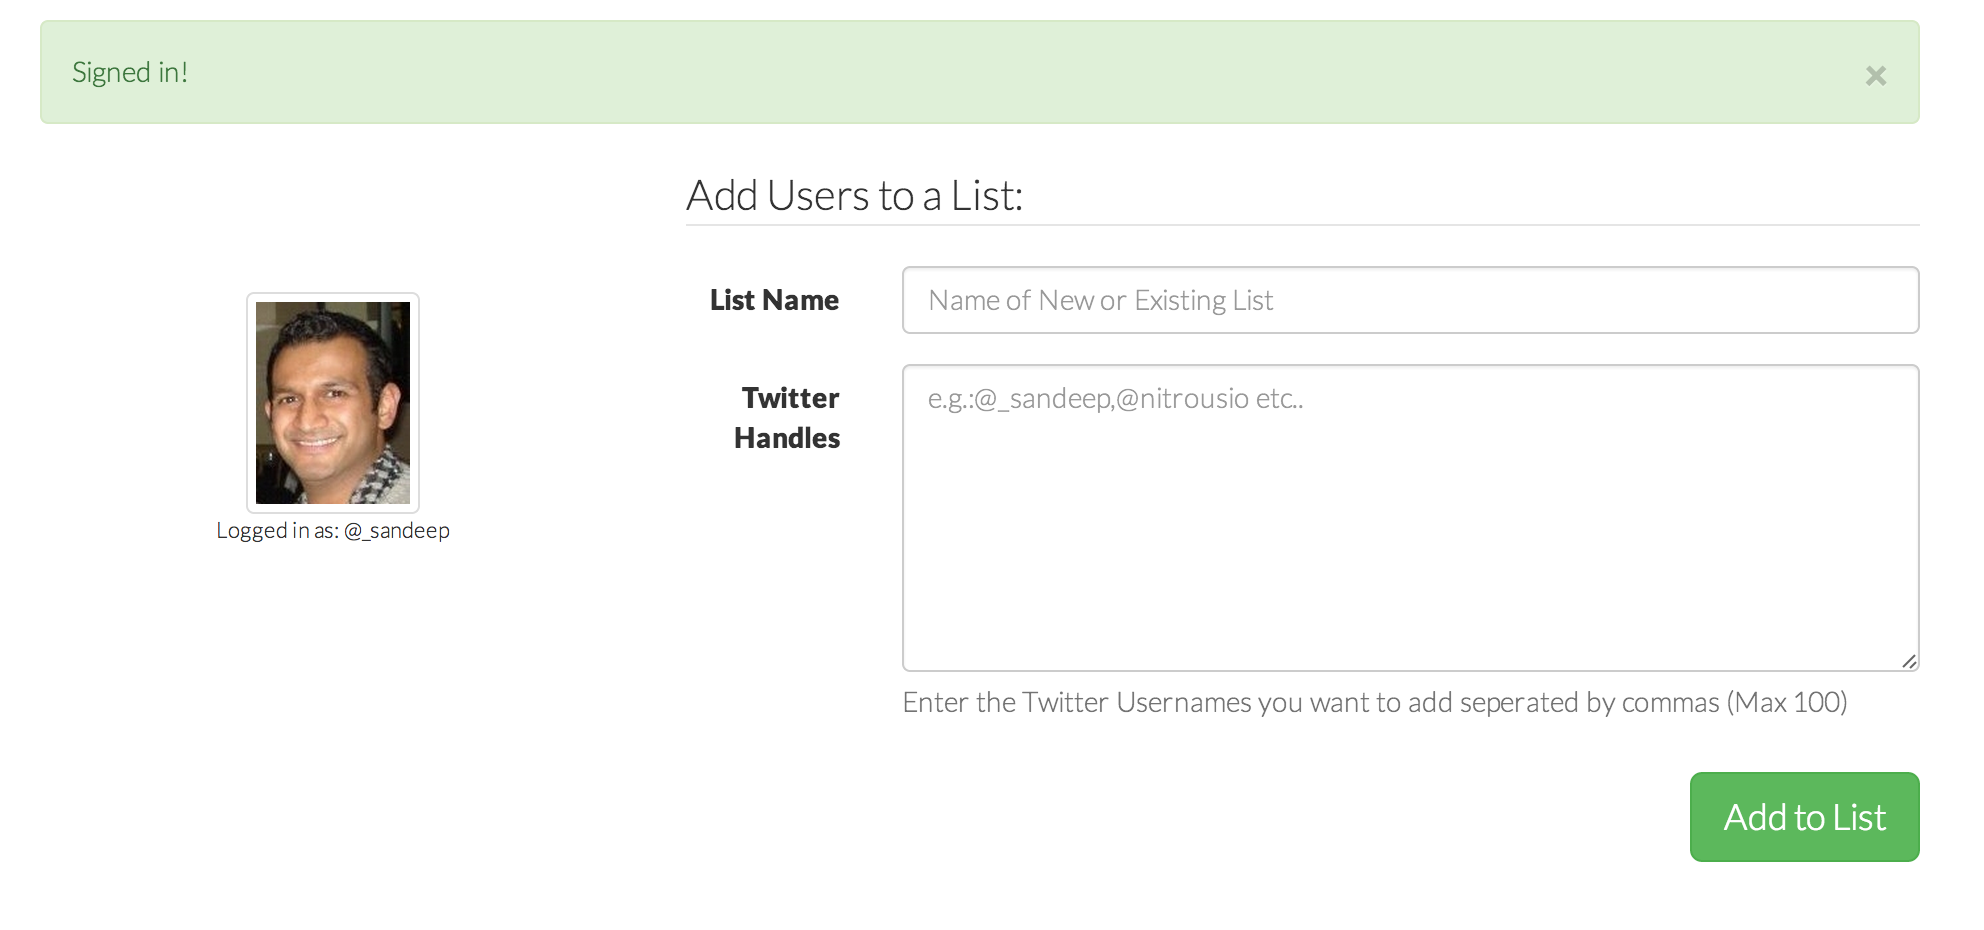 Signed in!
×
Add Users to a List:
List Name
Name of New or Existing List
Twitter
Handles
e.g.:@_sandeep,@nitrousio etc..
Logged in as: @_sandeep
Enter the Twitter Usernames you want to add seperated by commas (Max 100)
Add to List